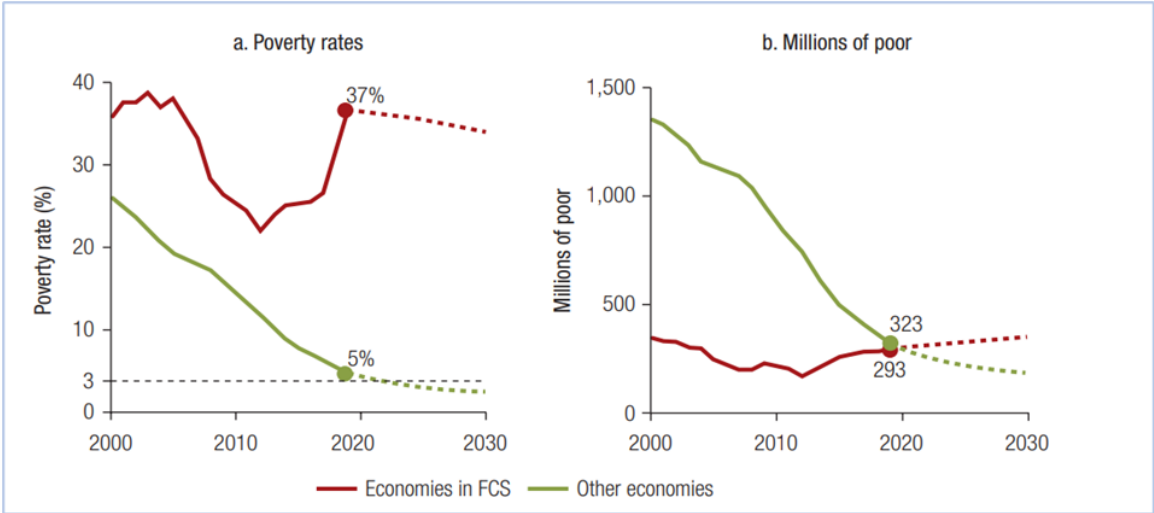 a. Poverty rates
b. Millions of poor
Poverty rate (%)
40
30
20
10
3
0
37%
5%
2000 2010 2020 2030
Millions of poor
1,500
1,000
500
0
323
293
2000 2010 2020 2030
Economies in FCS Other economies